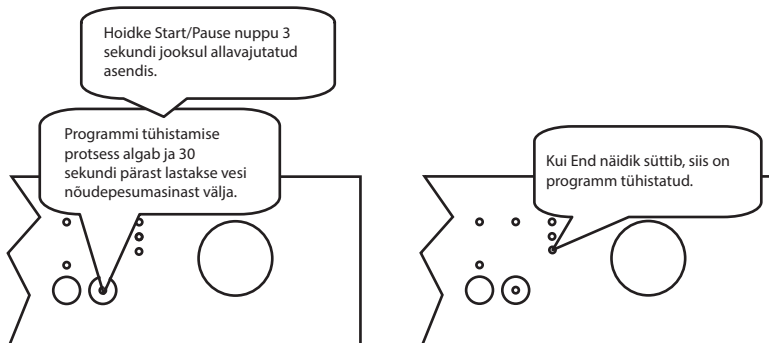 Hoidke Start/Pause nuppu 3
sekundi jooksul allavajutatud
asendis.
Programmi tühistamise
protsess algab ja 30
sekundi pärast lastakse vesi
nõudepesumasinast välja.
Kui End näidik süttib, siis on
programm tühistatud.